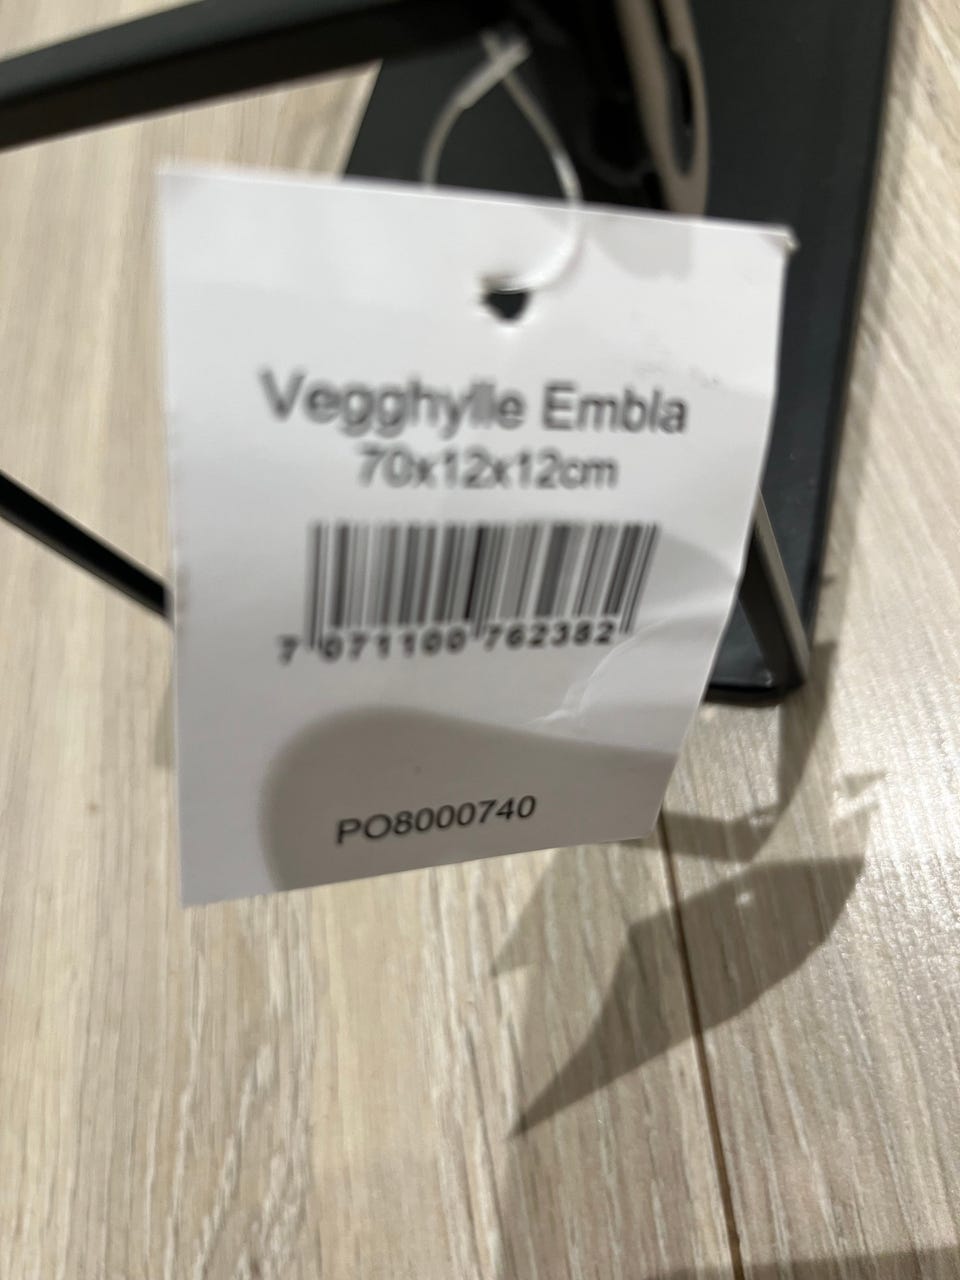 Vegghylle Embla
70x12x12cm
7 071100 762382
PO8000740